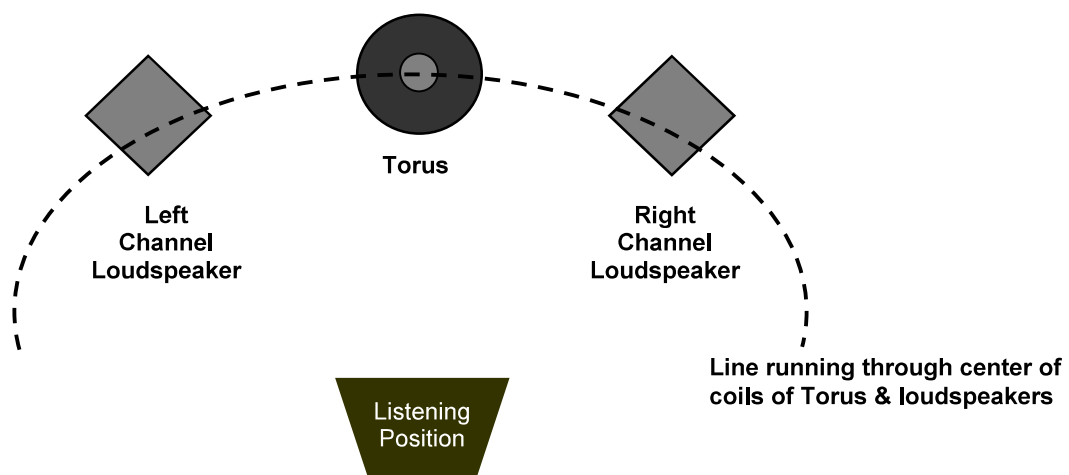 Torus
Left
Channel
Loudspeaker
Right
Channel
Loudspeaker
Line running through center of
coils of Torus & loudspeakers
Listening
Position